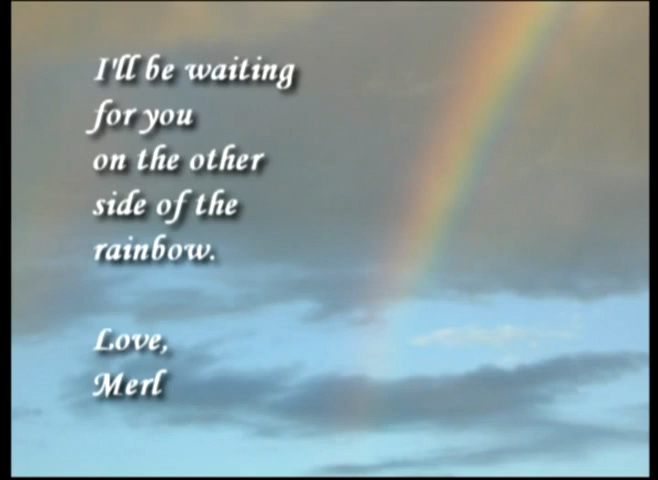 I'll be waiting
for you
on the other
side of the
rainbow.
Love,
Merl